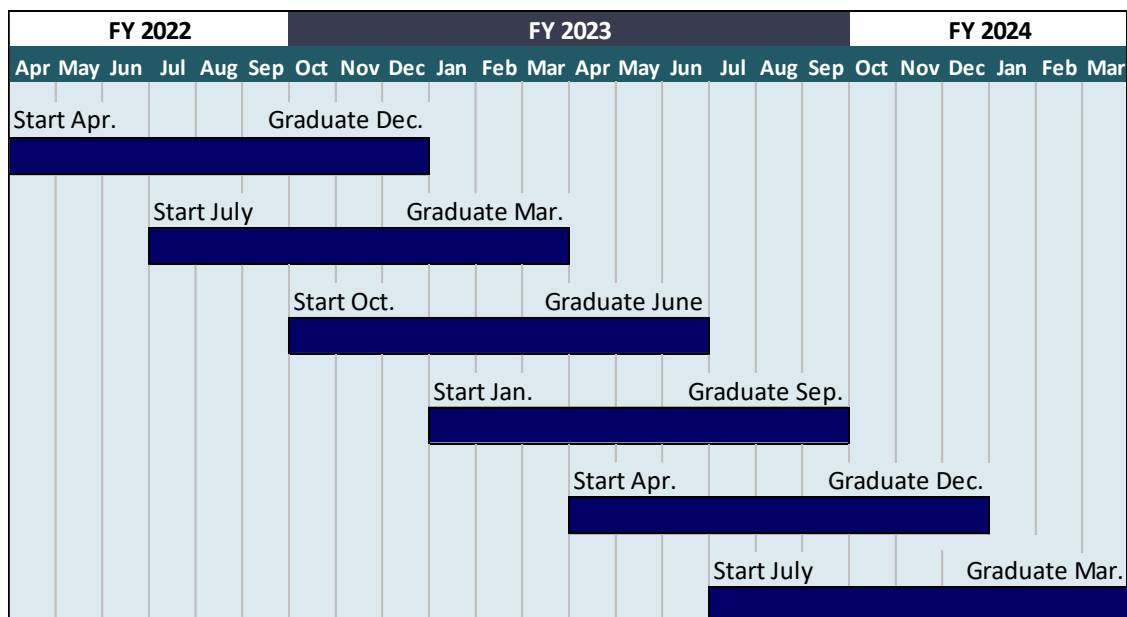 FY 2022 FY 2023 FY 2024
Apr May Jun Jul Aug Sep Oct Nov Dec Jan Feb Mar Apr May Jun Jul Aug Sep Oct Nov Dec Jan Feb Mar
Start Apr. Graduate Dec.
Start July Graduate Mar.
Start Oct. Graduate June
Start Jan. Graduate Sep.
Start Apr. Graduate Dec.
Start July Graduate Mar.